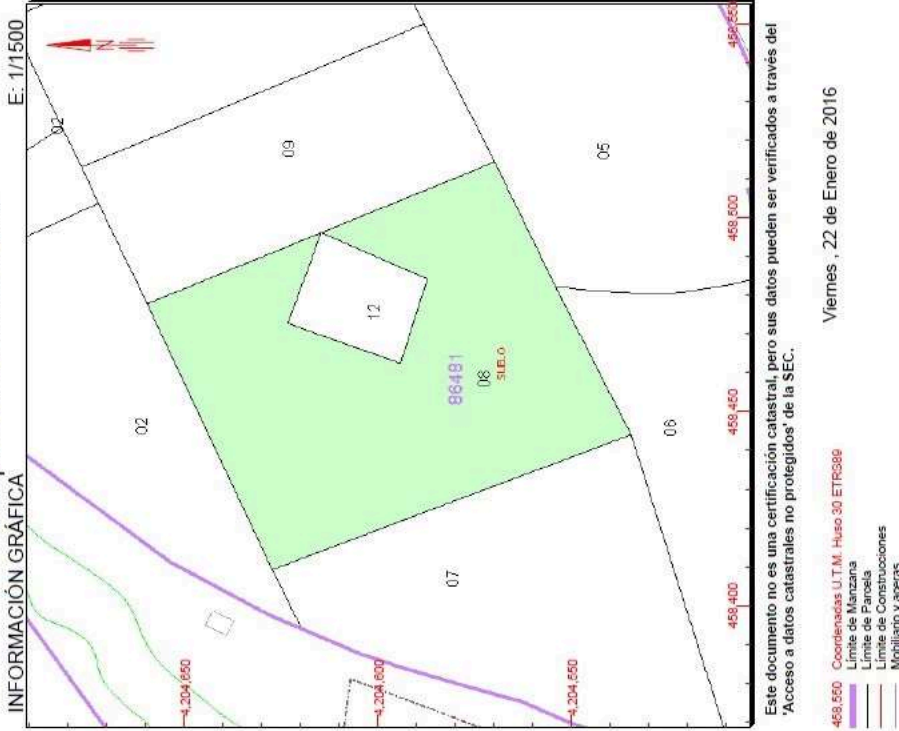 INFORMACIÓN GRÁFICA
E: 1/1500
N
02
02
09
12
86481
08
SUELO
05
06
07
4,204,650
4,204,600
4,204,550
458,400
458,450
458,500
458,550
Este documento no es una certificación catastral, pero sus datos pueden ser verificados a través del
'Acceso a datos catastrales no protegidos' de la SEC.
458,550 Coordenadas U.T.M. Huso 30 ETRS89
Límite de Manzana
Límite de Parcela
Límite de Construcciones
Mobiliario y aceras
Viernes , 22 de Enero de 2016